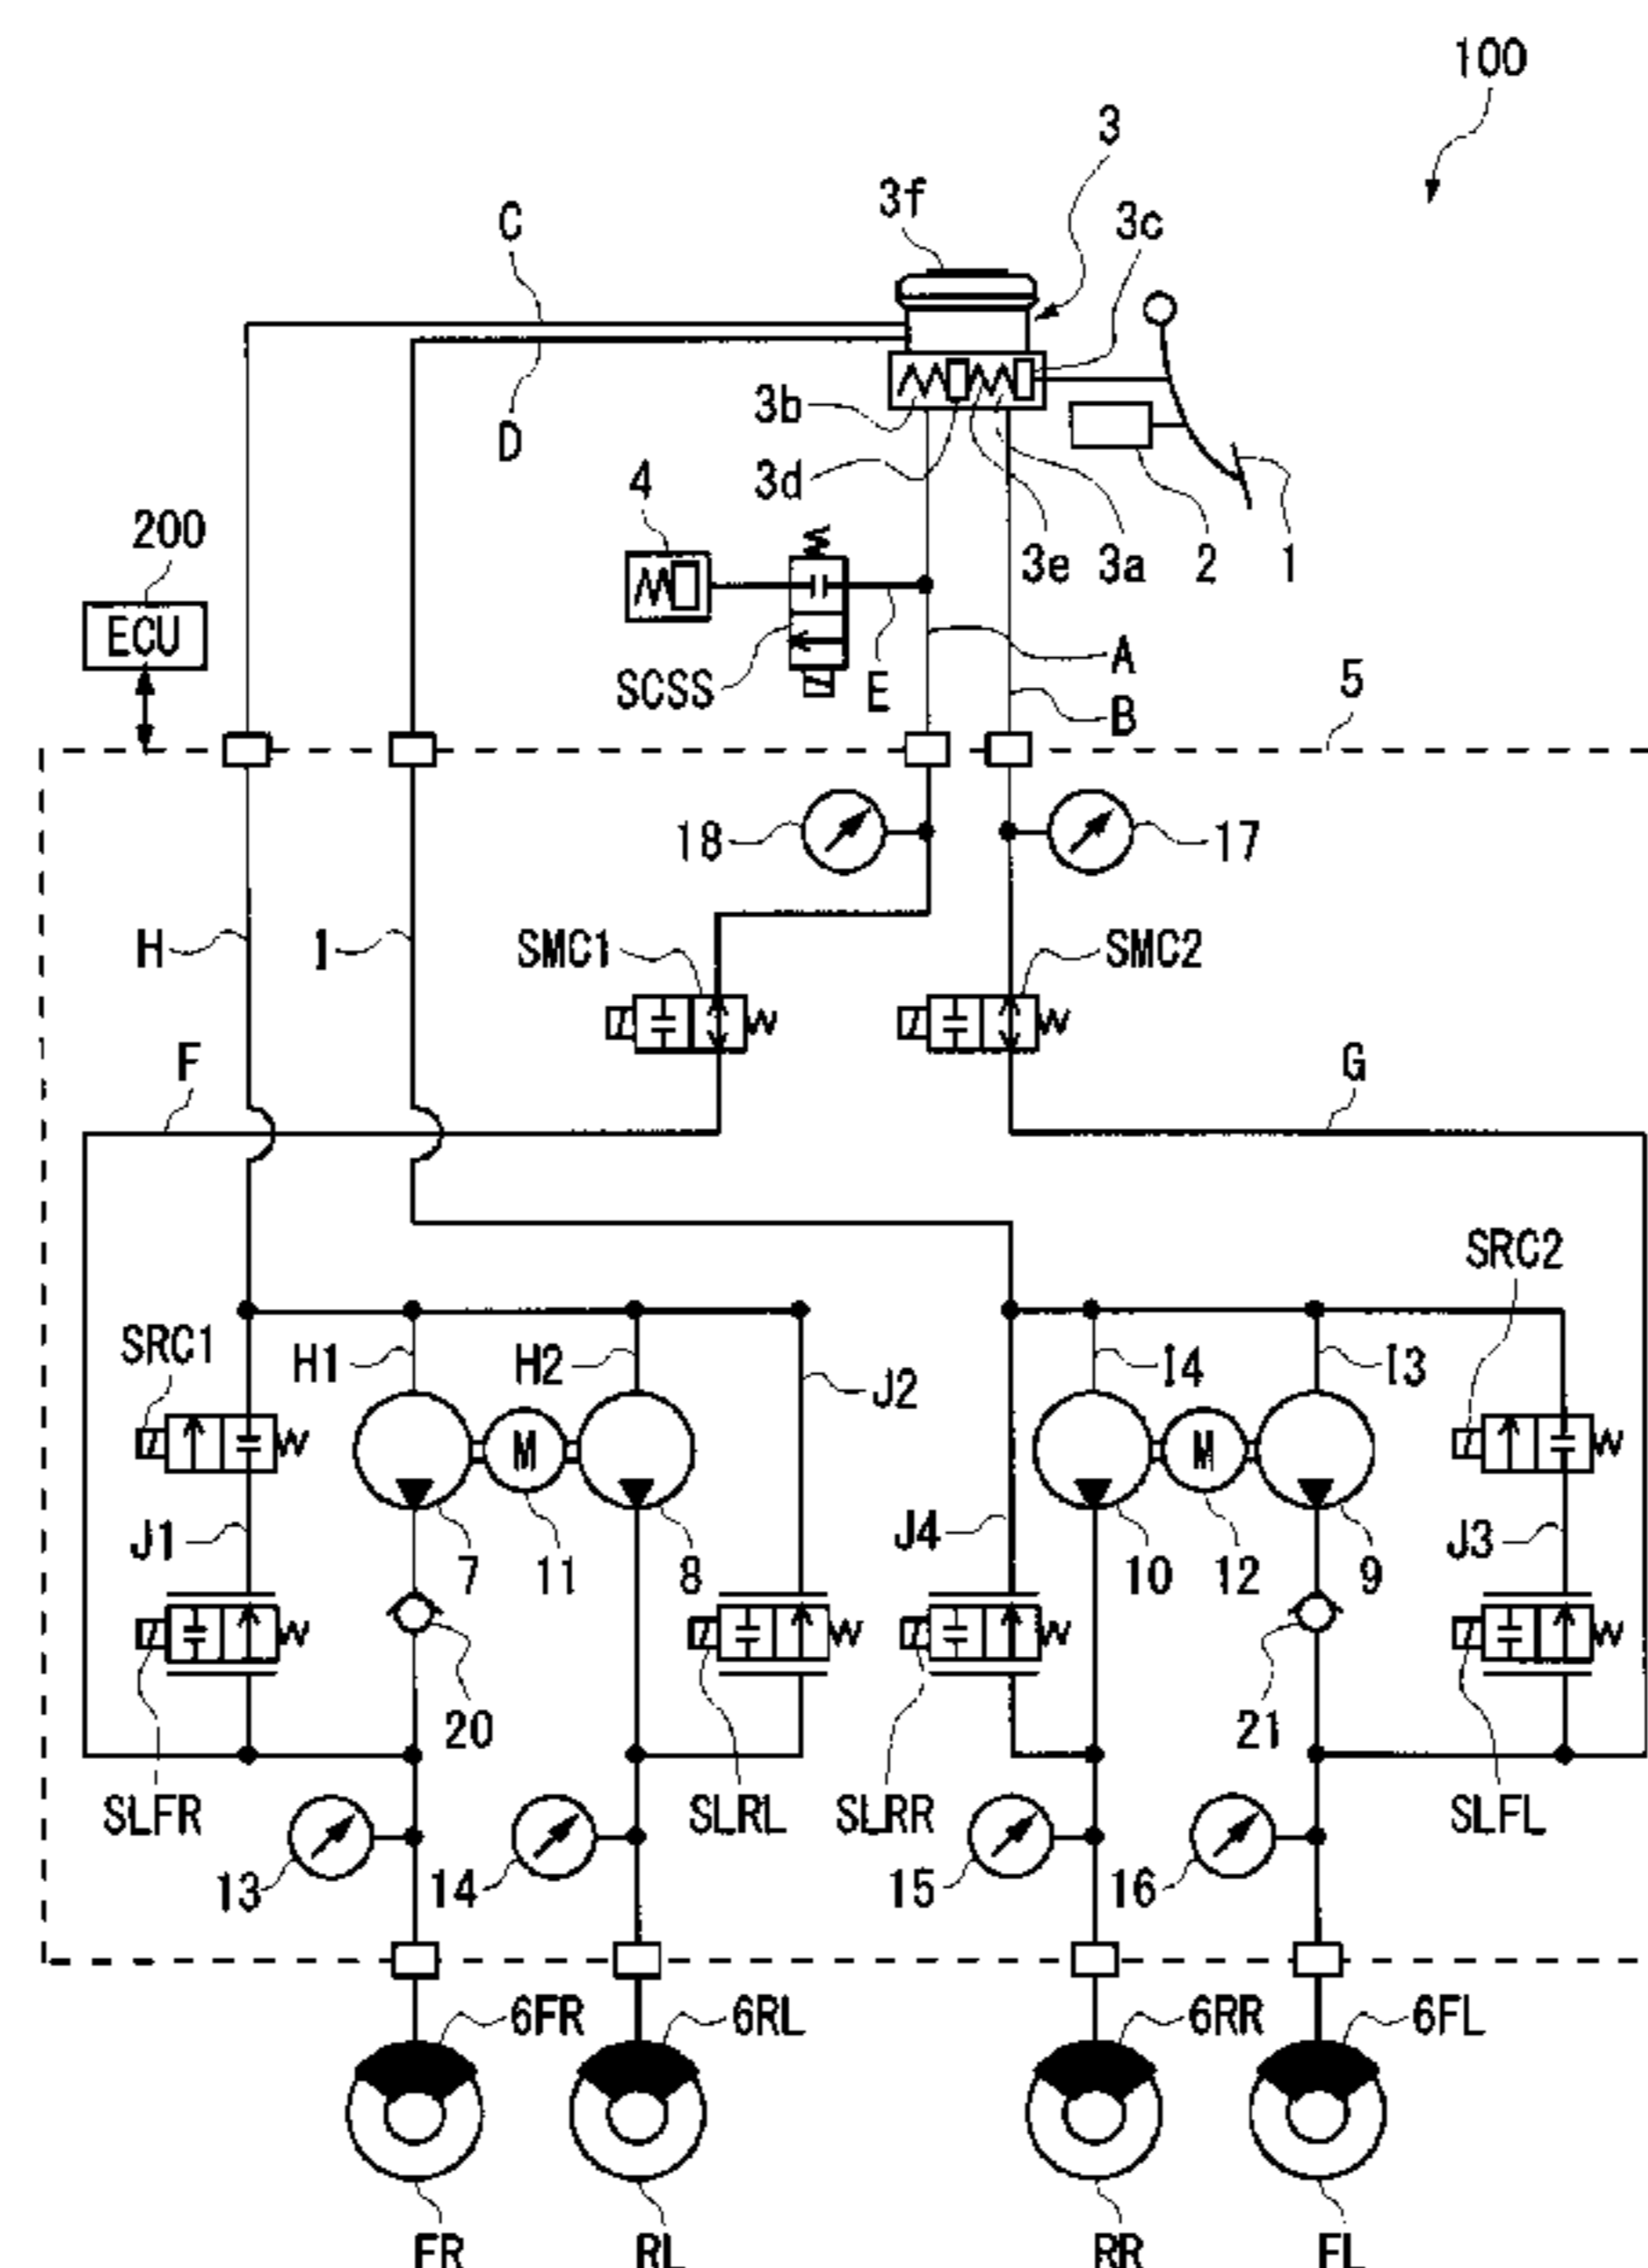 100
3
3f
3c
C
3b
D
3d
4
200
3e
3a
2
1
ECU
A
SCSS
E
5
B
18
17
H
I
SMC1
SMC2
F
G
SRC2
SRC1
H1
H2
I4
I3
J2
M
M
J1
J4
J3
7
11
8
10
12
9
20
21
SLFR
SLRL
SLRR
SLFL
13
14
15
16
6FR
6RL
6RR
6FL
FR
RL
RR
FL